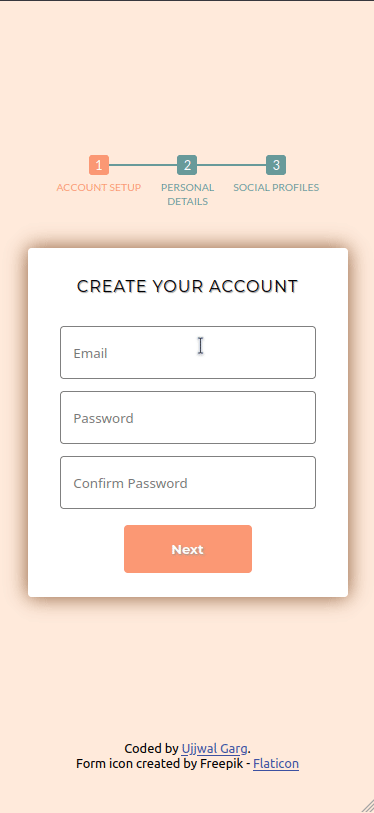 1 2 3
ACCOUNT SETUP PERSONAL SOCIAL PROFILES
DETAILS
CREATE YOUR ACCOUNT
Email
Password
Confirm Password
Next
Coded by Ujjwal Garg.
Form icon created by Freepik - Flaticon